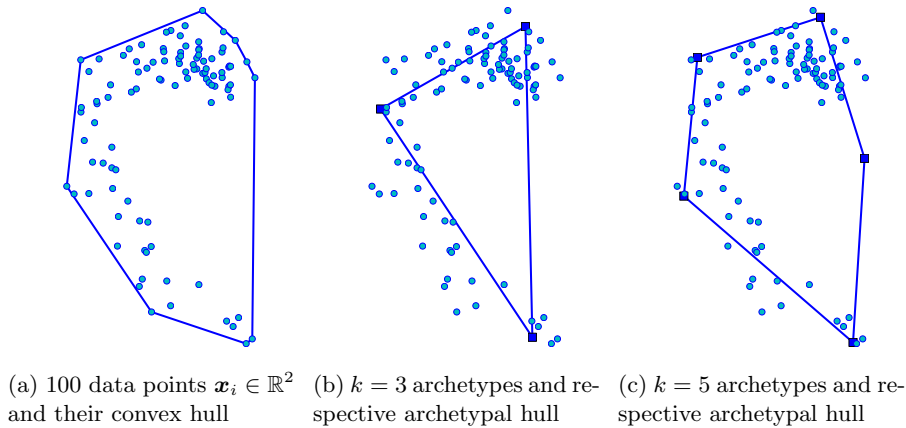 (a) 100 data points 𝒙ᵢ ∈ ℝ²
and their convex hull
(b) k = 3 archetypes and re-
spective archetypal hull
(c) k = 5 archetypes and re-
spective archetypal hull